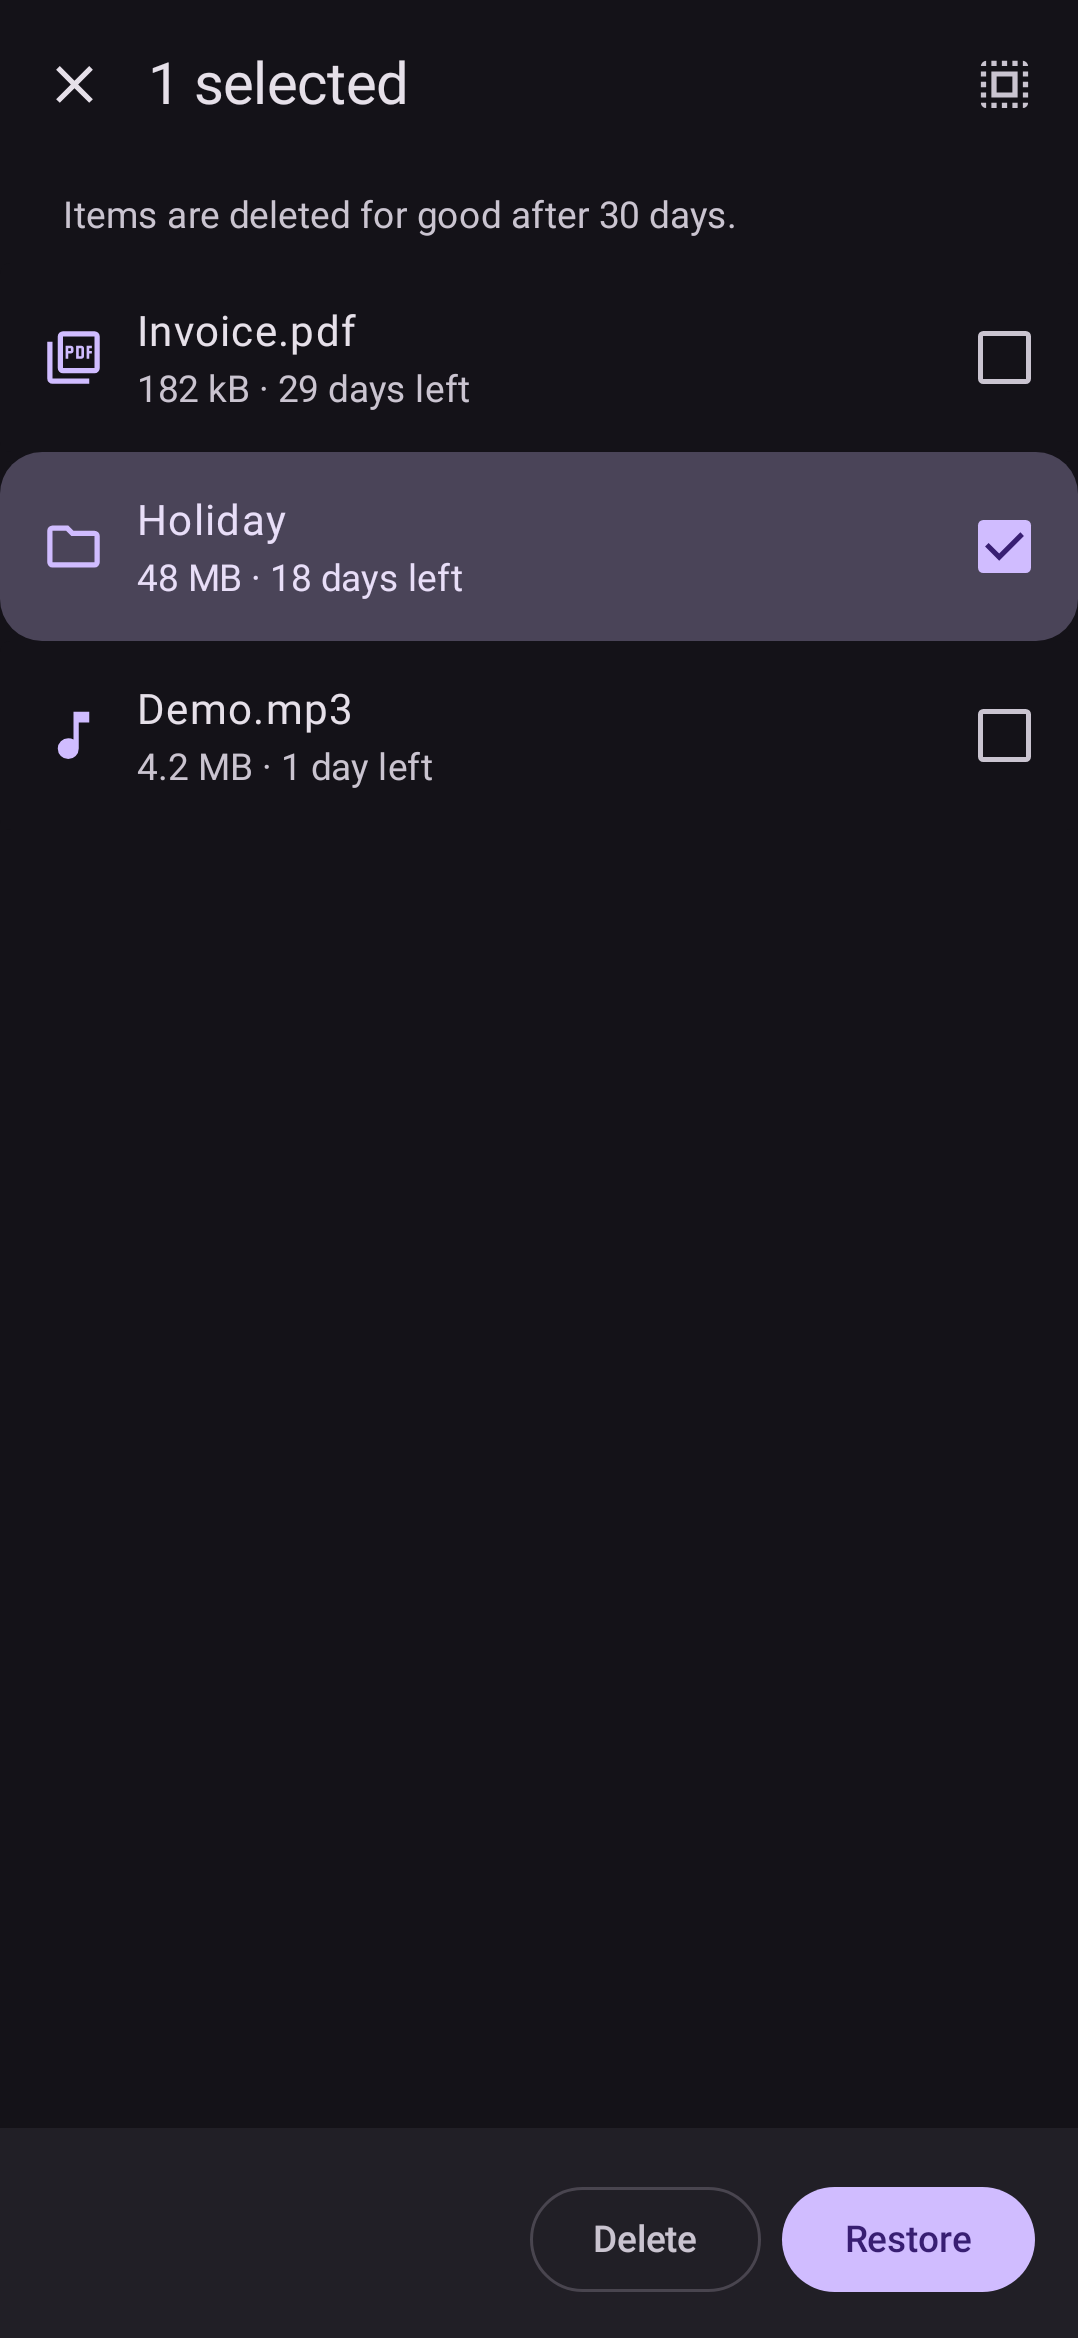 1 selected
Items are deleted for good after 30 days.
PDF
Invoice.pdf
182 kB · 29 days left
Holiday
48 MB · 18 days left
Demo.mp3
4.2 MB · 1 day left
Delete
Restore